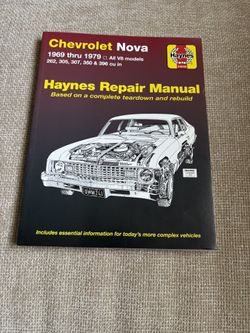 Chevrolet Nova
1969 thru 1979 □ All V8 models
262, 305, 307, 350 & 396 cu in
Haynes
Haynes Repair Manual
Based on a complete teardown and rebuild
Includes essential information for today's more complex vehicles